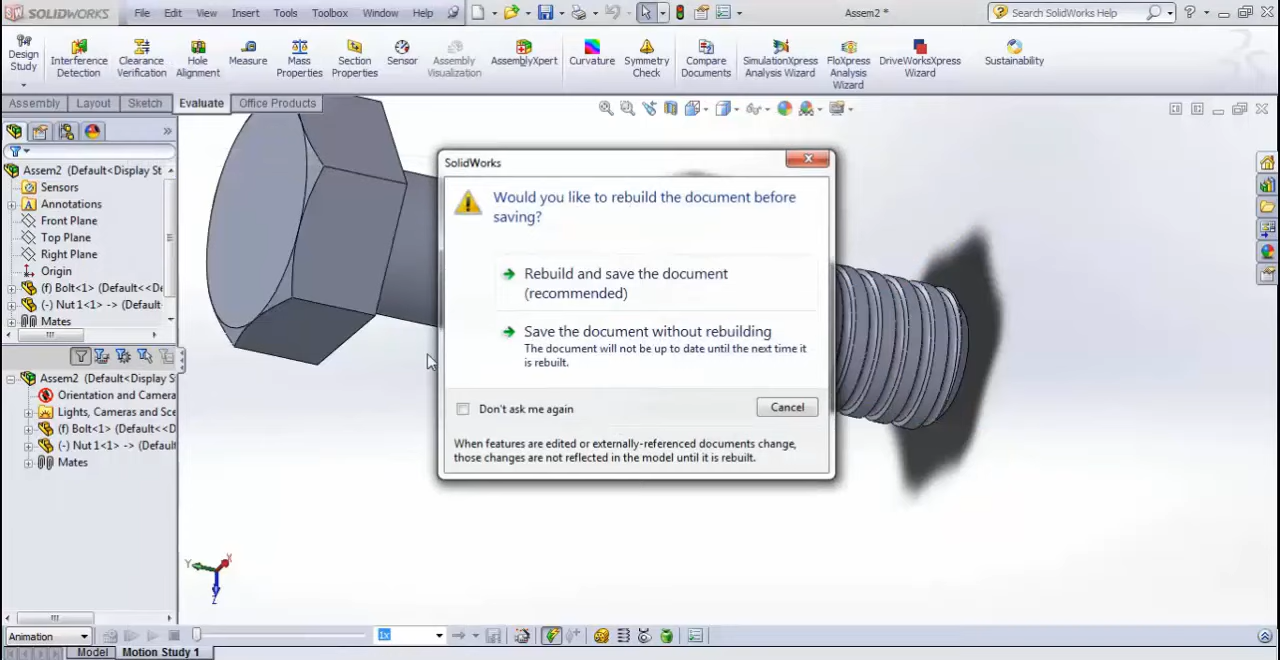 SOLIDWORKS File Edit View Insert Tools Toolbox Window Help Assem2 * Search SolidWorks Help
Design Study
Interference Detection
Clearance Verification
Hole Alignment
Measure
Mass Properties
Section Properties
Sensor
Assembly Visualization
AssemblyXpert
Curvature
Symmetry Check
Compare Documents
SimulationXpress Analysis Wizard
FloXpress Analysis Wizard
DriveWorksXpress Wizard
Sustainability
Assembly Layout Sketch Evaluate Office Products
Assem2 (Default<Display St
Sensors
Annotations
Front Plane
Top Plane
Right Plane
Origin
(f) Bolt<1> (Default<<De
(-) Nut1<1> -> (Default
Mates
Assem2 (Default<Display S
Orientation and Camera
Lights, Cameras and Sce
(f) Bolt<1> (Default<<D
(-) Nut1<1> -> (Default
Mates
SolidWorks
Would you like to rebuild the document before
saving?
Rebuild and save the document
(recommended)
Save the document without rebuilding
The document will not be up to date until the next time it
is rebuilt.
Don't ask me again
Cancel
When features are edited or externally-referenced documents change,
those changes are not reflected in the model until it is rebuilt.
Y X
Z
Animation 1x
Model Motion Study 1